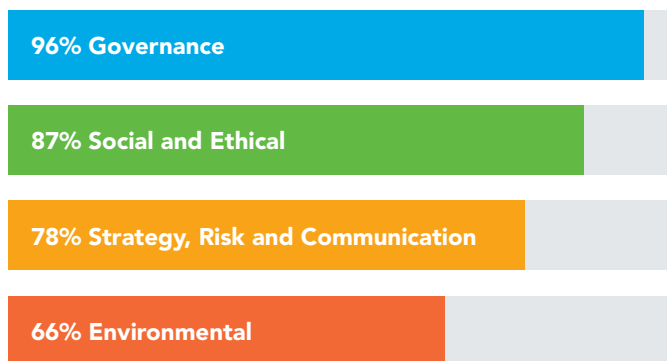 96% Governance
87% Social and Ethical
78% Strategy, Risk and Communication
66% Environmental